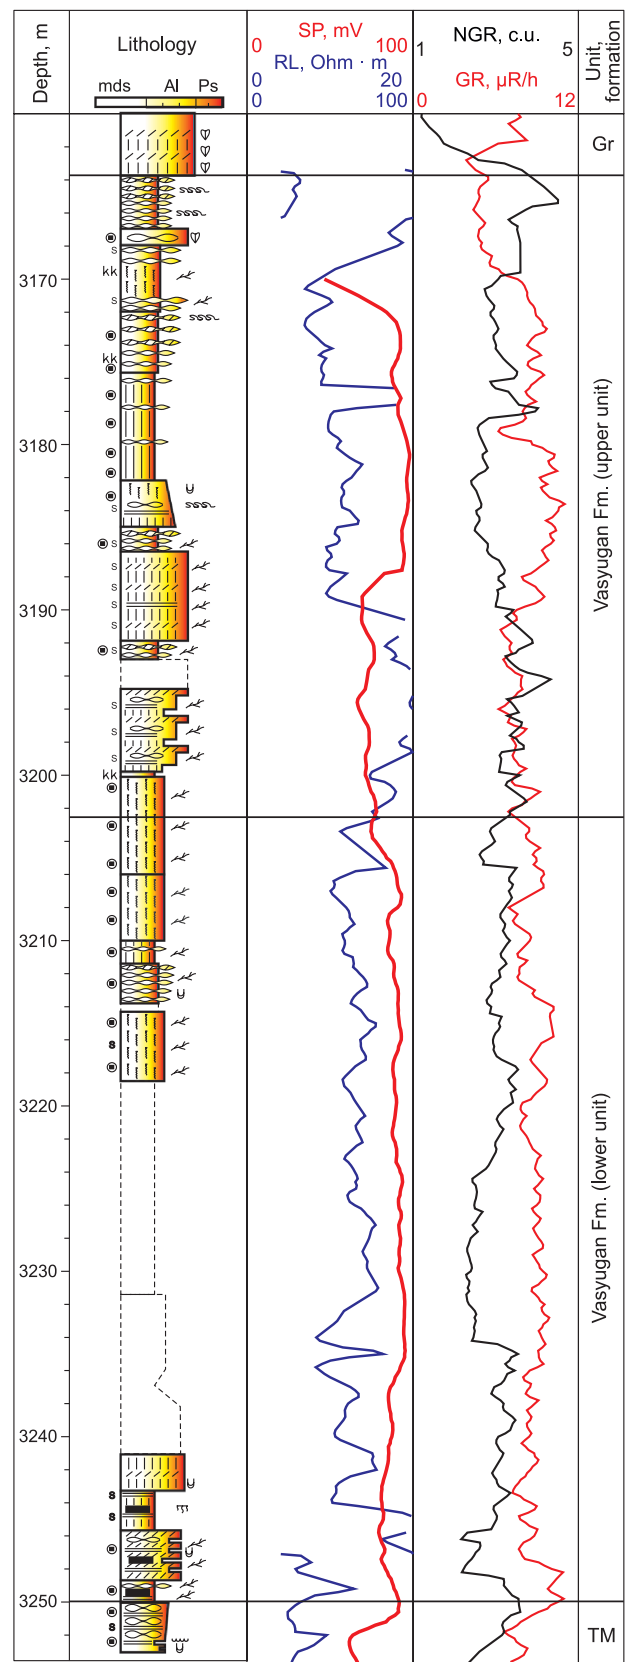 Depth, m
Lithology
mds Al Ps
SP, mV
0 100
RL, Ohm · m
0 20
0 100
NGR, c.u.
1 5
GR, µR/h
0 12
Unit, formation
Gr
s
kk
3170
s
kk
3180
s
s
s
s
3190
s
s
Vasyugan Fm. (upper unit)
s
s
s
kk
3200
3210
s
3220
3230
Vasyugan Fm. (lower unit)
3240
s
s
3250
s
TM